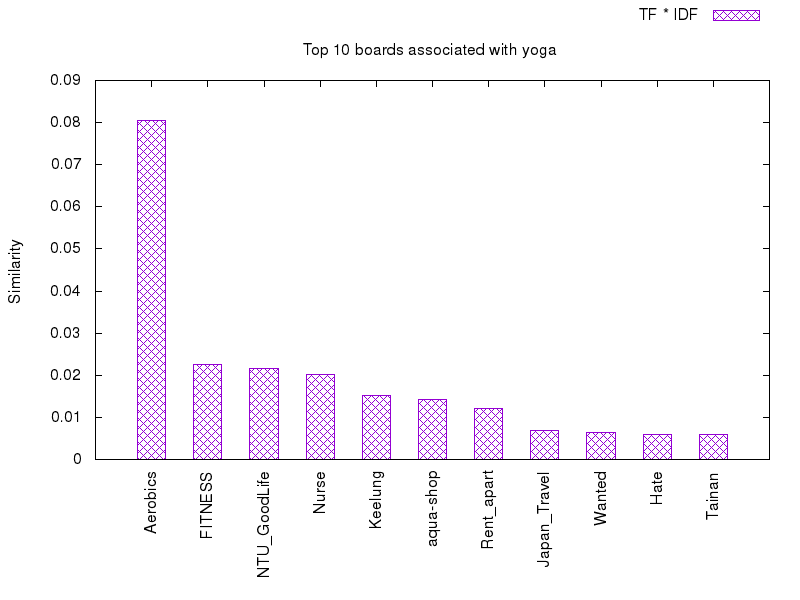 TF * IDF
Top 10 boards associated with yoga
Similarity
0.09
0.08
0.07
0.06
0.05
0.04
0.03
0.02
0.01
0
Aerobics
FITNESS
NTU_GoodLife
Nurse
Keelung
aqua-shop
Rent_apart
Japan_Travel
Wanted
Hate
Tainan